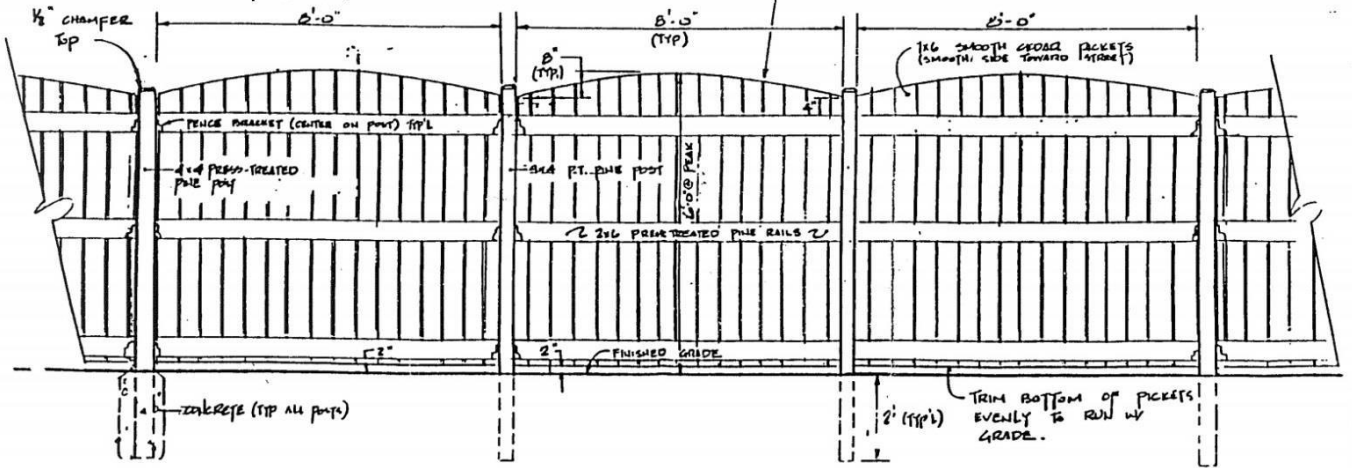 ½" CHAMFER
TOP
8'-0"
8'-0"
(TYP)
8'-0"
8"
(TYP.)
1x6 SMOOTH CEDAR PICKETS
(SMOOTH SIDE TOWARD STREET)
4"
FENCE BRACKET (CENTER ON POST) TYP'L
4x4 PRESS-TREATED
PINE POST
4x4 P.T. PINE POST
6'-0" @ PEAK
2x6 PRESS-TREATED PINE RAILS
2"
2"
FINISHED GRADE
CONCRETE (TYP ALL POSTS)
2' (TYP'L)
TRIM BOTTOM OF PICKETS
EVENLY TO RUN W/
GRADE.